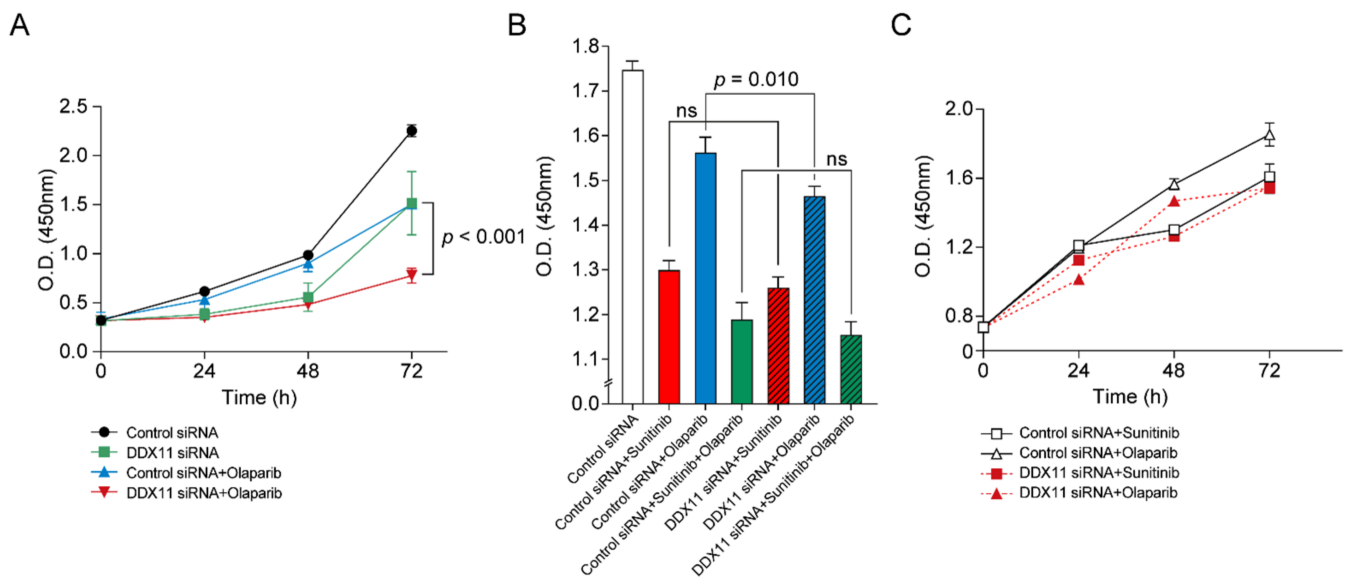 A
O.D. (450nm)
2.5
2.0
1.5
1.0
0.5
0.0
p < 0.001
0
24
48
72
Time (h)
Control siRNA
DDX11 siRNA
Control siRNA+Olaparib
DDX11 siRNA+Olaparib
B
O.D. (450nm)
1.8
1.7
1.6
1.5
1.4
1.3
1.2
1.1
0.0
p = 0.010
ns
ns
Control siRNA
Control siRNA+Sunitinib
Control siRNA+Olaparib
Control siRNA+Sunitinib+Olaparib
DDX11 siRNA+Sunitinib
DDX11 siRNA+Olaparib
DDX11 siRNA+Sunitinib+Olaparib
C
O.D. (450nm)
2.0
1.6
1.2
0.8
0
0
24
48
72
Time (h)
Control siRNA+Sunitinib
Control siRNA+Olaparib
DDX11 siRNA+Sunitinib
DDX11 siRNA+Olaparib